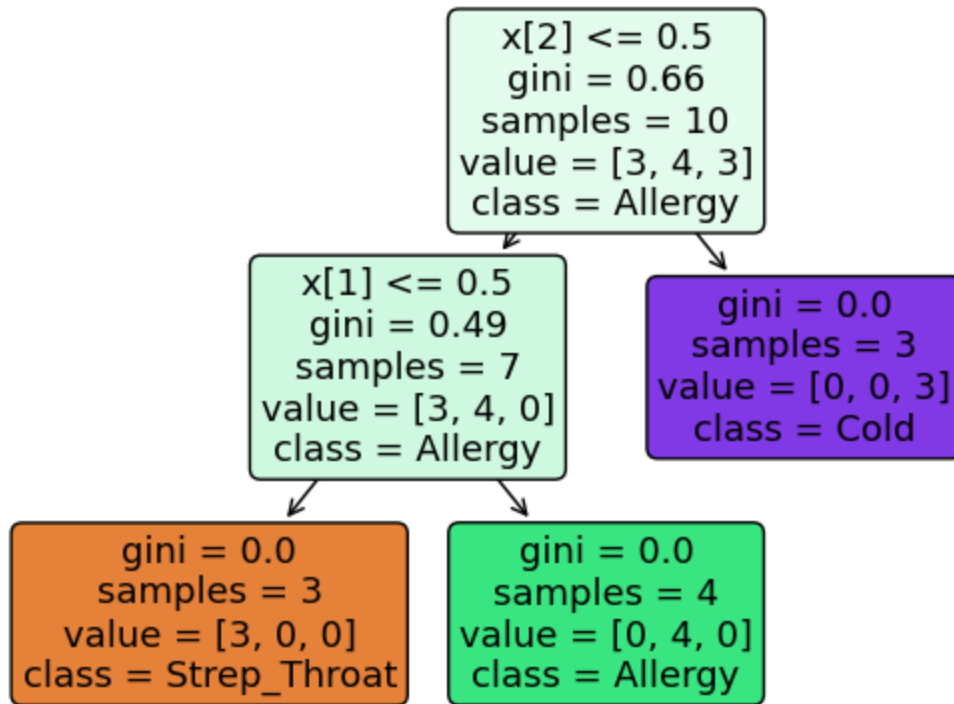 x[2] <= 0.5
gini = 0.66
samples = 10
value = [3, 4, 3]
class = Allergy
x[1] <= 0.5
gini = 0.49
samples = 7
value = [3, 4, 0]
class = Allergy
gini = 0.0
samples = 3
value = [0, 0, 3]
class = Cold
gini = 0.0
samples = 3
value = [3, 0, 0]
class = Strep_Throat
gini = 0.0
samples = 4
value = [0, 4, 0]
class = Allergy